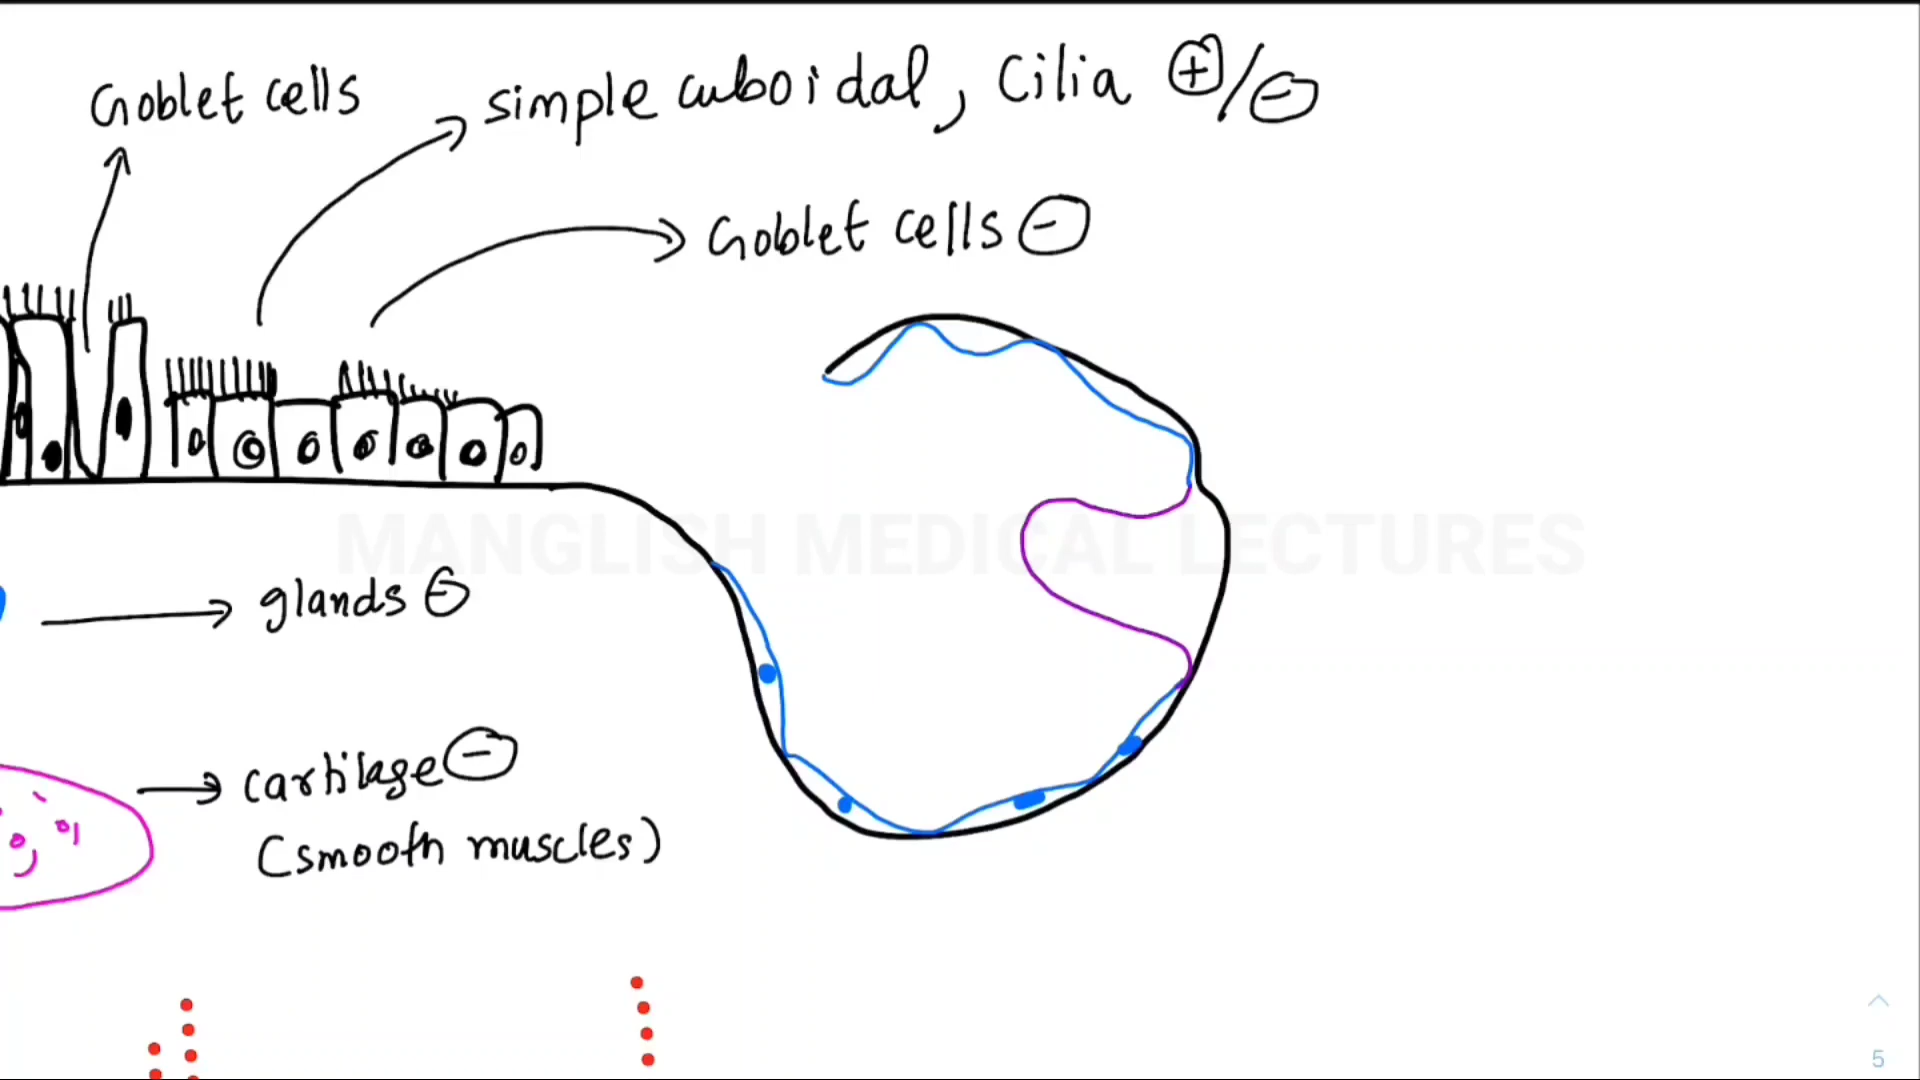 Goblet cells
simple cuboidal, Cilia ⊕/⊖
Goblet cells ⊖
MANGLISH MEDICAL LECTURES
glands ⊖
cartilage ⊖
(smooth muscles)
5